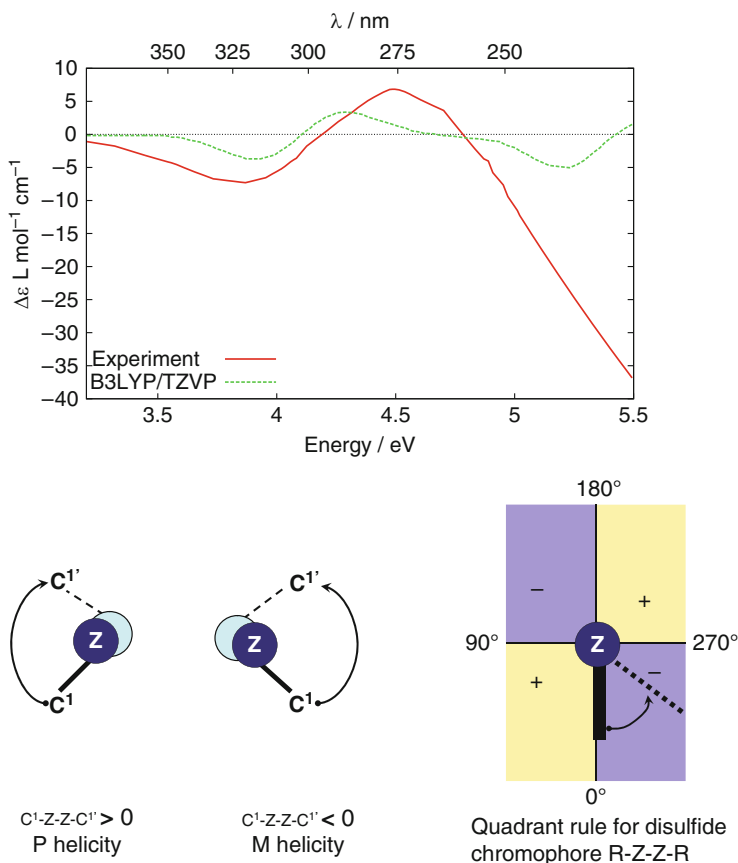 λ / nm
350 325 300 275 250
10
5
0
−5
−10
−15
−20
−25
−30
−35
−40
Δε L mol⁻¹ cm⁻¹
Experiment
B3LYP/TZVP
3.5 4 4.5 5 5.5
Energy / eV
C¹' Z C¹
C¹' Z C¹
C¹-Z-Z-C¹' > 0
P helicity
C¹-Z-Z-C¹' < 0
M helicity
180°
− +
90° Z 270°
+ −
0°
Quadrant rule for disulfide
chromophore R-Z-Z-R